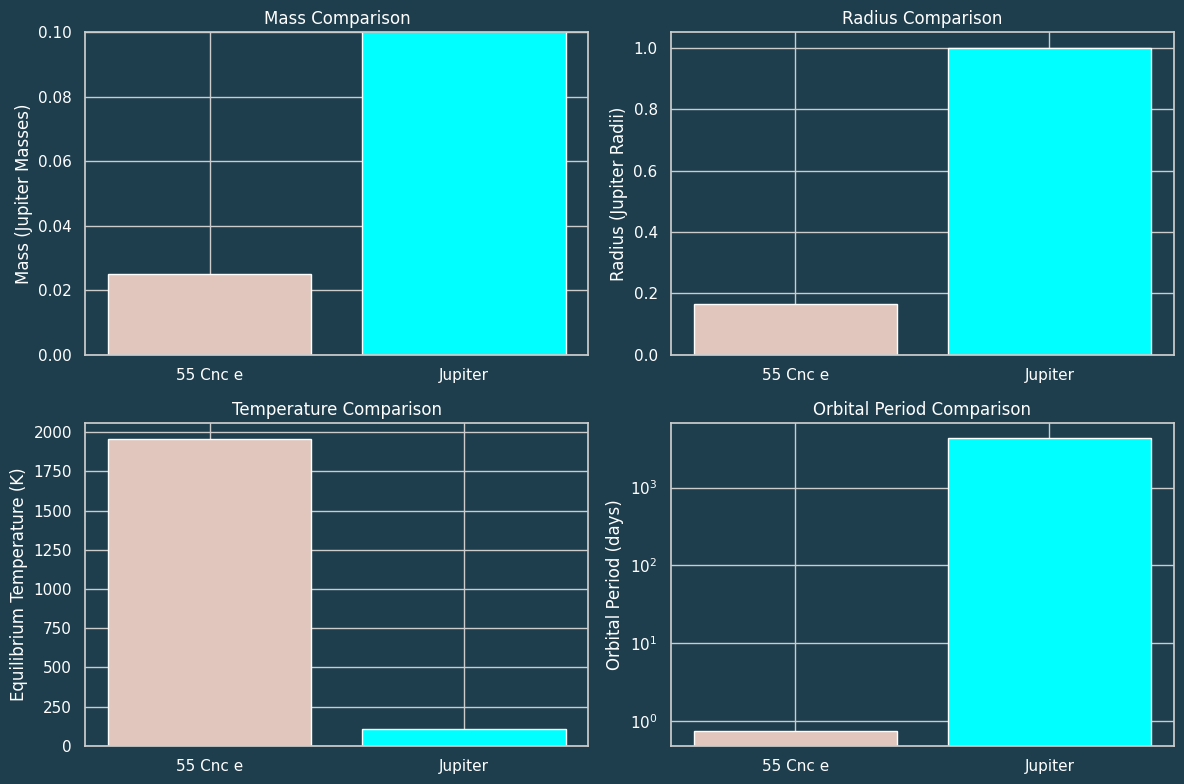 Mass Comparison
Mass (Jupiter Masses)
0.10
0.08
0.06
0.04
0.02
0.00
55 Cnc e
Jupiter
Radius Comparison
Radius (Jupiter Radii)
1.0
0.8
0.6
0.4
0.2
0.0
55 Cnc e
Jupiter
Temperature Comparison
Equilibrium Temperature (K)
2000
1750
1500
1250
1000
750
500
250
0
55 Cnc e
Jupiter
Orbital Period Comparison
Orbital Period (days)
10³
10²
10¹
10⁰
55 Cnc e
Jupiter